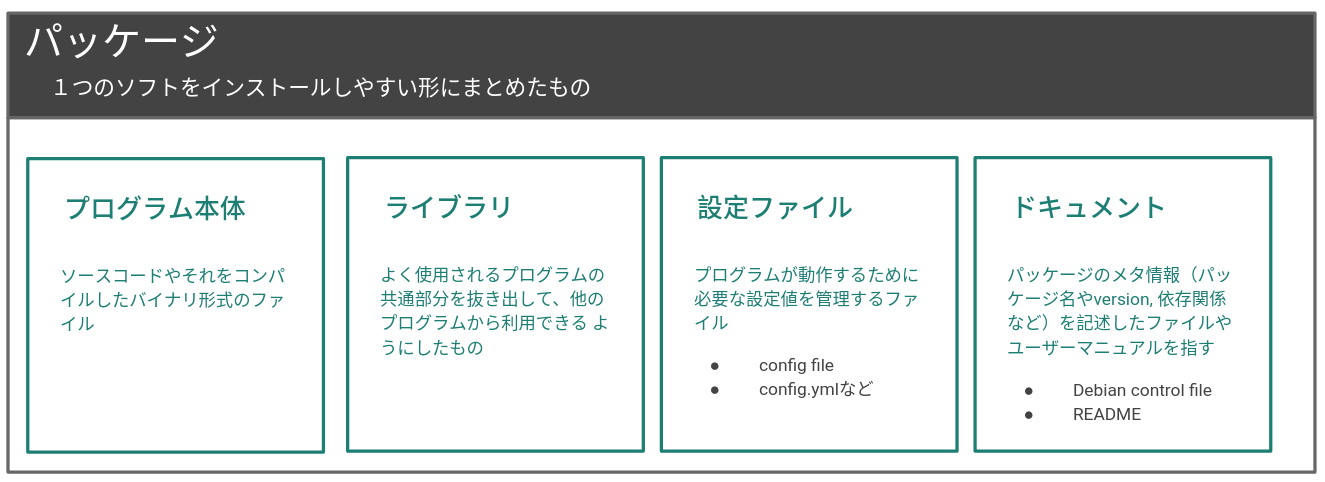 パッケージ
１つのソフトをインストールしやすい形にまとめたもの
プログラム本体
ソースコードやそれをコンパ
イルしたバイナリ形式のファ
イル
ライブラリ
よく使用されるプログラムの
共通部分を抜き出して、他の
プログラムから利用できる よ
うにしたもの
設定ファイル
プログラムが動作するために
必要な設定値を管理するファ
イル
● config file
● config.ymlなど
ドキュメント
パッケージのメタ情報（パッ
ケージ名やversion, 依存関係
など）を記述したファイルや
ユーザーマニュアルを指す
● Debian control file
● README